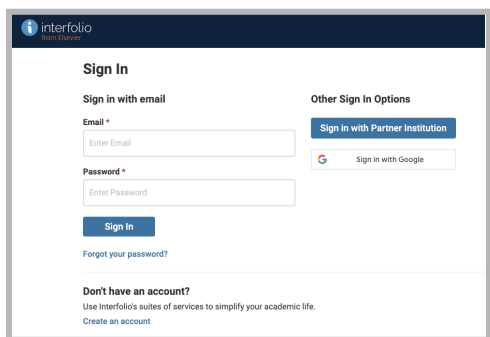 interfolio
from Elsevier
Sign In
Sign in with email
Email *
Enter Email
Password *
Enter Password
Sign In
Forgot your password?
Other Sign In Options
Sign in with Partner Institution
Sign in with Google
Don't have an account?
Use Interfolio's suites of services to simplify your academic life.
Create an account